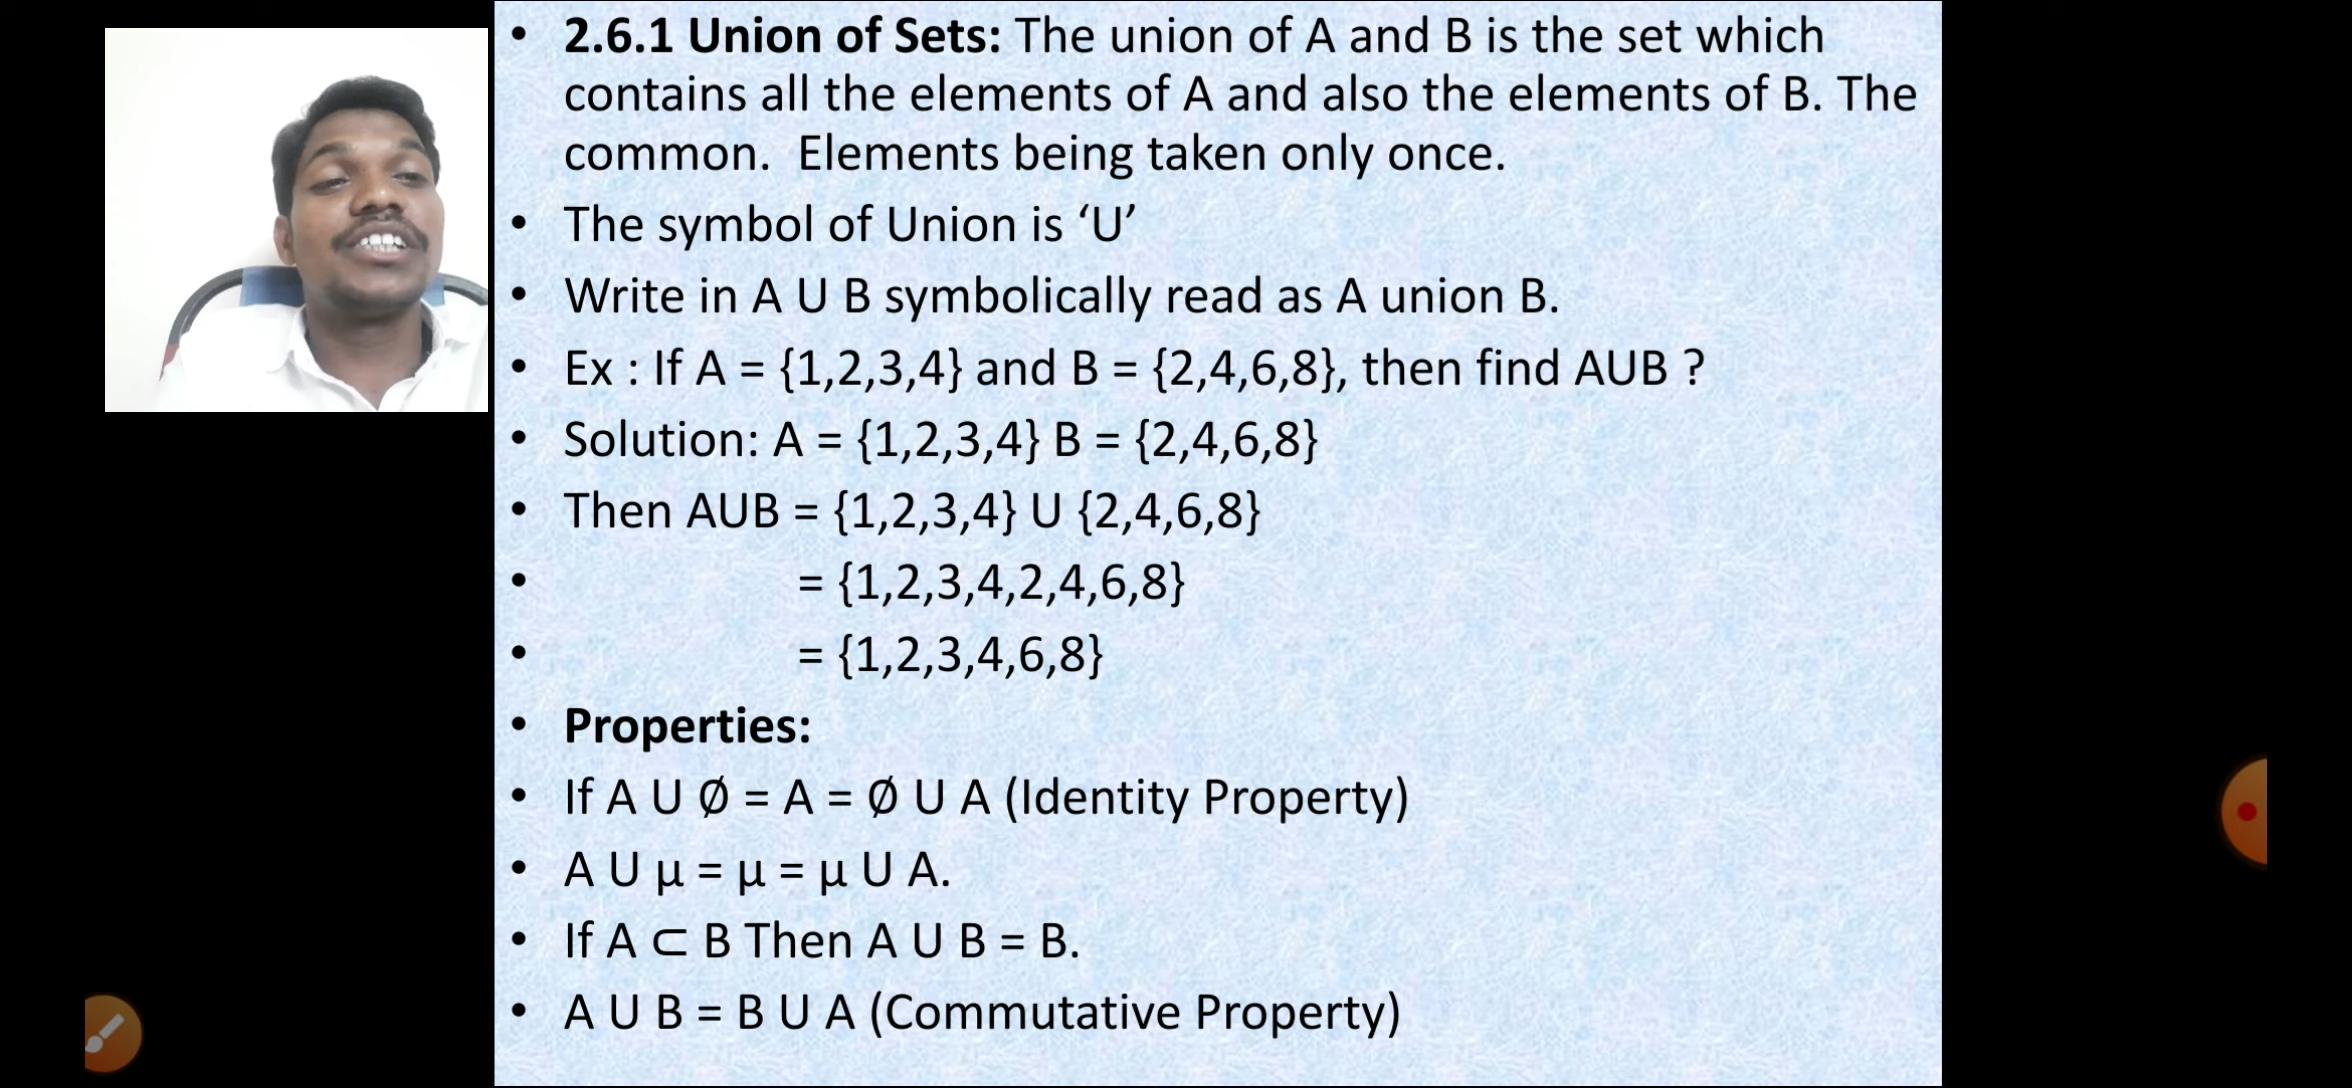 • 2.6.1 Union of Sets: The union of A and B is the set which
contains all the elements of A and also the elements of B. The
common.  Elements being taken only once.
• The symbol of Union is ‘U’
• Write in A U B symbolically read as A union B.
• Ex : If A = {1,2,3,4} and B = {2,4,6,8}, then find AUB ?
• Solution: A = {1,2,3,4} B = {2,4,6,8}
• Then AUB = {1,2,3,4} U {2,4,6,8}
• = {1,2,3,4,2,4,6,8}
• = {1,2,3,4,6,8}
• Properties:
• If A U ∅ = A = ∅ U A (Identity Property)
• A U µ = µ = µ U A.
• If A ⊂ B Then A U B = B.
• A U B = B U A (Commutative Property)